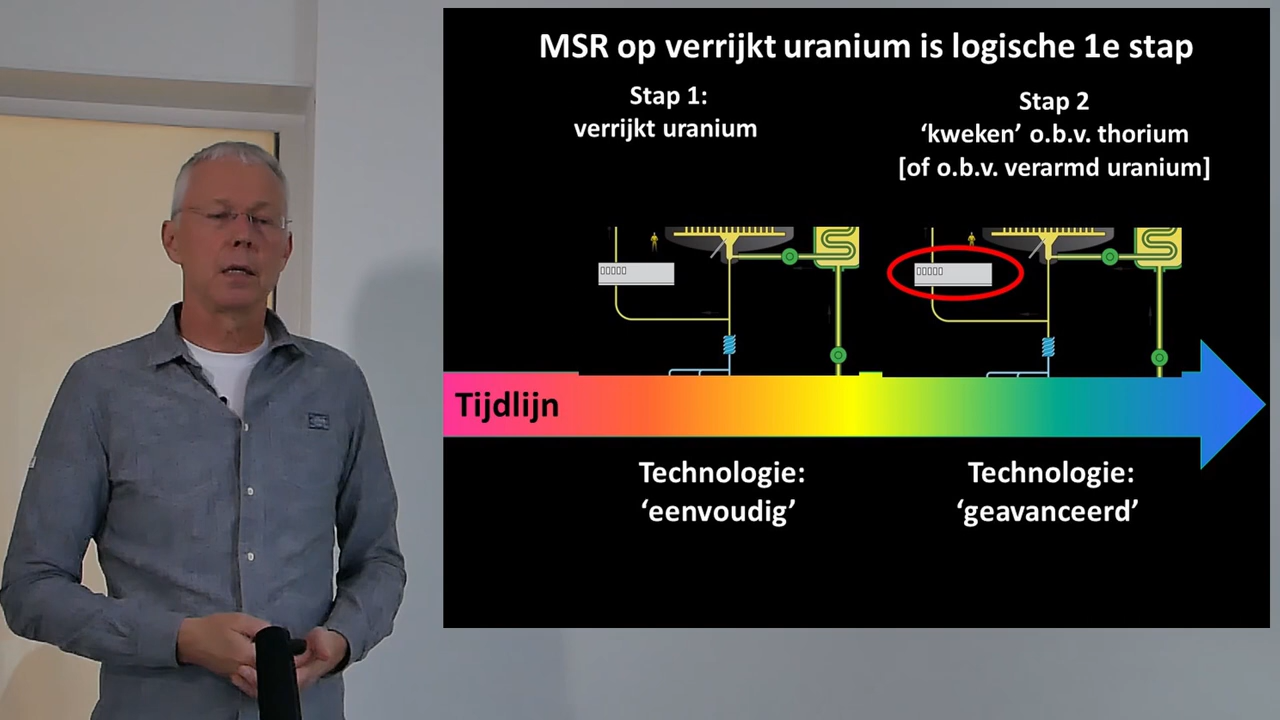 MSR op verrijkt uranium is logische 1e stap
Stap 1:
verrijkt uranium
Stap 2
‘kweken’ o.b.v. thorium
[of o.b.v. verarmd uranium]
Tijdlijn
Technologie:
‘eenvoudig’
Technologie:
‘geavanceerd’